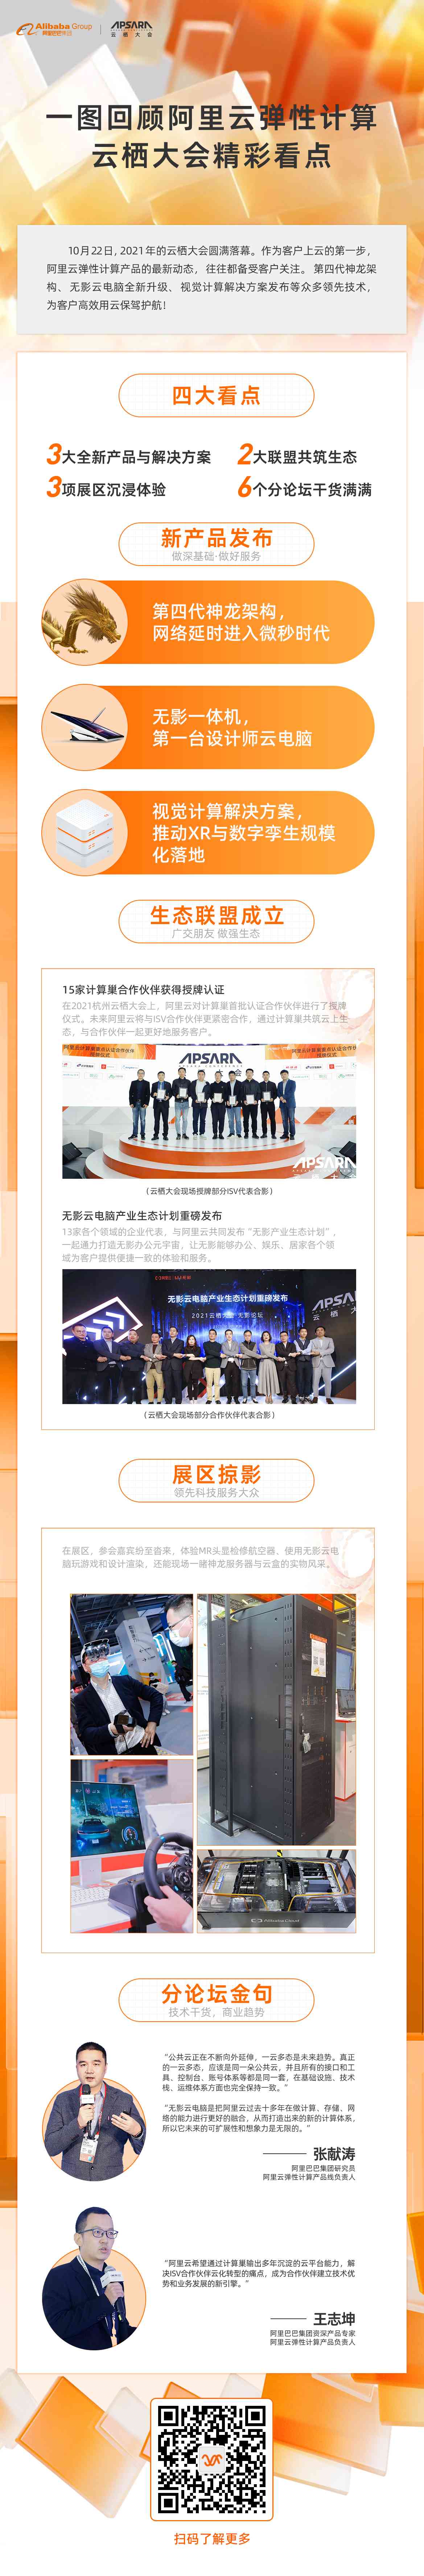 Alibaba Group
阿里巴巴集团
APSARA
云栖大会
一图回顾阿里云弹性计算
云栖大会精彩看点
10月22日，2021年的云栖大会圆满落幕。作为客户上云的第一步，
阿里云弹性计算产品的最新动态，往往都备受客户关注。第四代神龙架
构、无影云电脑全新升级、视觉计算解决方案发布等众多领先技术，
为客户高效用云保驾护航！
四大看点
3大全新产品与解决方案
2大联盟共筑生态
3项展区沉浸体验
6个分论坛干货满满
新产品发布
做深基础·做好服务
第四代神龙架构，
网络延时进入微秒时代
无影一体机，
第一台设计师云电脑
视觉计算解决方案，
推动XR与数字孪生规模
化落地
生态联盟成立
广交朋友 做强生态
15家计算巢合作伙伴获得授牌认证
在2021杭州云栖大会上，阿里云对计算巢首批认证合作伙伴进行了授牌
仪式。未来阿里云将与ISV合作伙伴更紧密合作，通过计算巢共筑云上生
态，与合作伙伴一起更好地服务客户。
APSARA
APSARA
（云栖大会现场授牌部分ISV代表合影）
无影云电脑产业生态计划重磅发布
13家各个领域的企业代表，与阿里云共同发布“无影产业生态计划”，
一起通力打造无影办公元宇宙，让无影能够办公、娱乐、居家各个领
域为客户提供便捷一致的体验和服务。
无影云电脑产业生态计划重磅发布
2021云栖大会 无影论坛
APSARA
云栖大
（云栖大会现场部分合作伙伴代表合影）
展区掠影
领先科技服务大众
在展区，参会嘉宾纷至沓来，体验MR头显检修航空器、使用无影云电
脑玩游戏和设计渲染，还能现场一睹神龙服务器与云盒的实物风采。
Alibaba Cloud
分论坛金句
技术干货，商业趋势
“公共云正在不断向外延伸，一云多态是未来趋势。真正
的一云多态，应该是同一朵公共云，并且所有的接口和工
具、控制台、账号体系等都是同一套，在基础设施、技术
栈、运维体系方面也完全保持一致。”
“无影云电脑是把阿里云过去十多年在做计算、存储、网
络的能力进行更好的融合，从而打造出来的新的计算体系，
所以它未来的可扩展性和想象力是无限的。”
张献涛
阿里巴巴集团研究员
阿里云弹性计算产品线负责人
“阿里云希望通过计算巢输出多年沉淀的云平台能力，解
决ISV合作伙伴云化转型的痛点，成为合作伙伴建立技术优
势和业务发展的新引擎。”
王志坤
阿里巴巴集团资深产品专家
阿里云弹性计算产品负责人
扫码了解更多